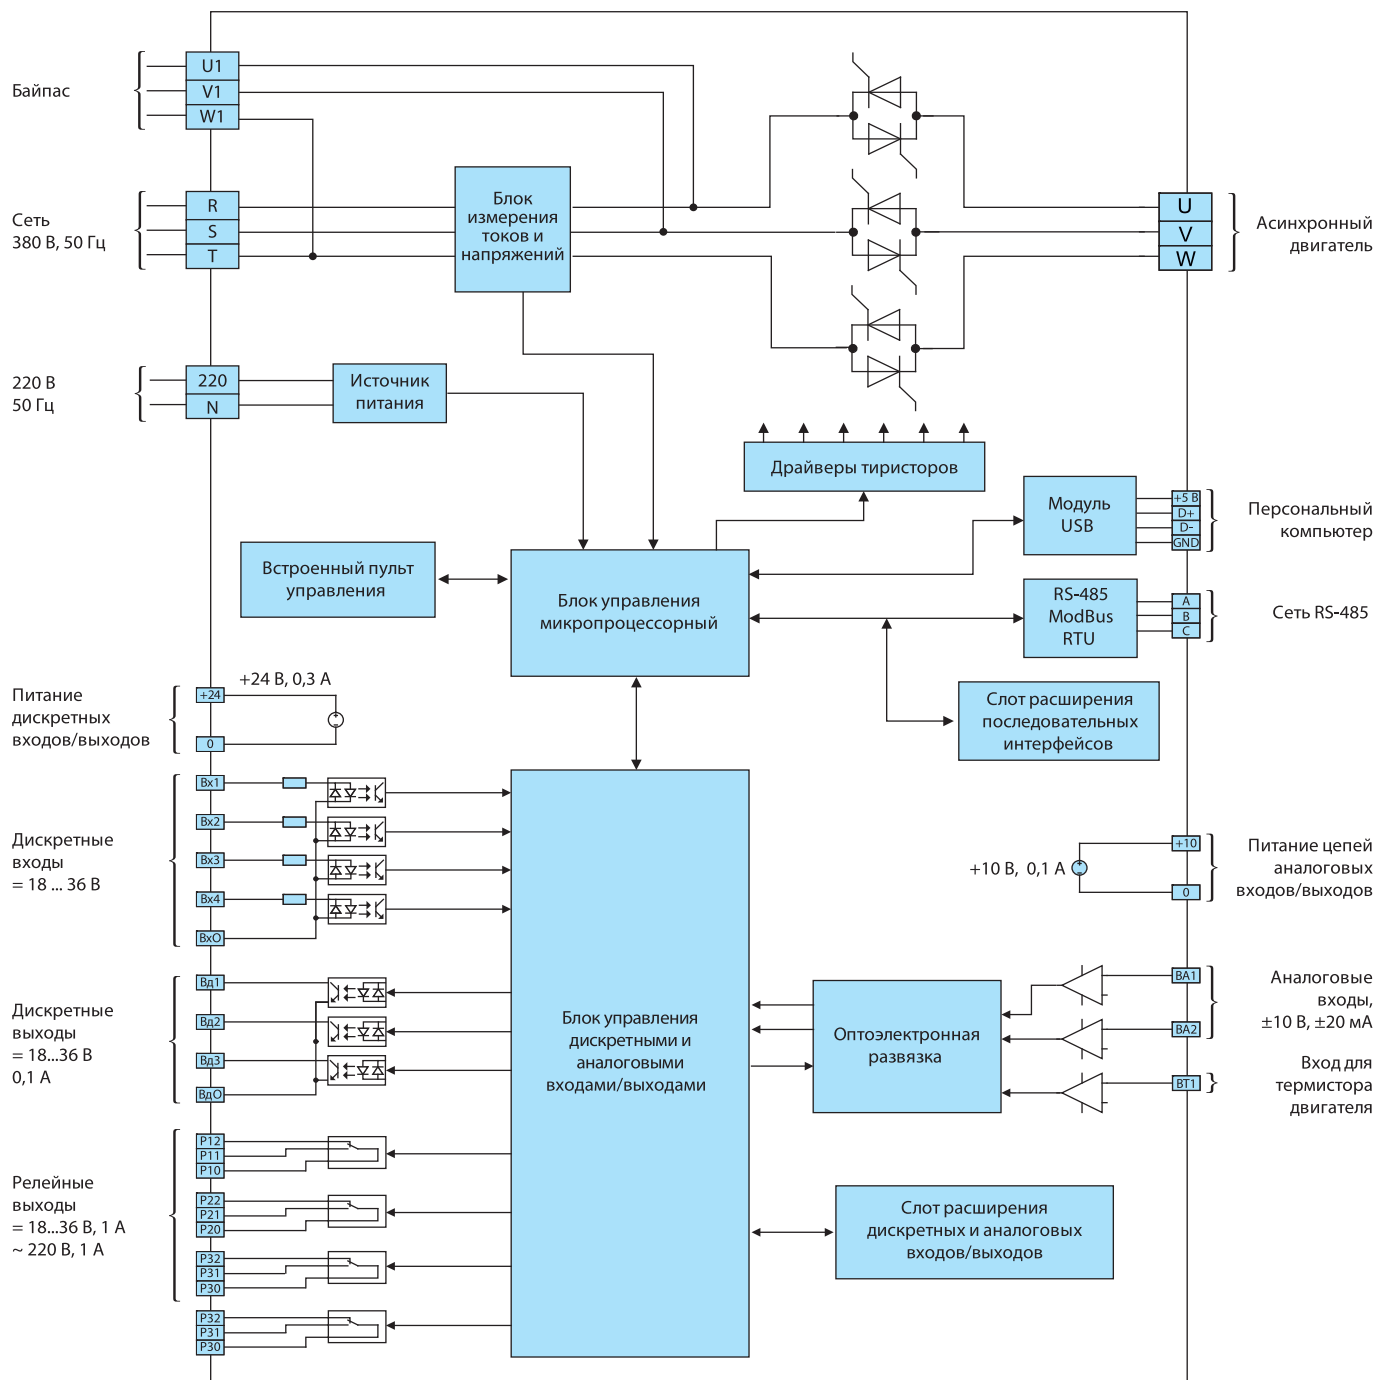 Байпас
U1
V1
W1
Сеть
380 В, 50 Гц
R
S
T
Блок
измерения
токов и
напряжений
U
V
W
Асинхронный
двигатель
220 В
50 Гц
220
N
Источник
питания
Драйверы тиристоров
Модуль
USB
+5 В
D+
D-
GND
Персональный
компьютер
Встроенный пульт
управления
Блок управления
микропроцессорный
RS-485
ModBus
RTU
A
B
C
Сеть RS-485
Слот расширения
последовательных
интерфейсов
Питание
дискретных
входов/выходов
+24
0
+24 В, 0,3 А
Дискретные
входы
= 18 ... 36 В
Вх1
Вх2
Вх3
Вх4
ВхО
+10 В, 0,1 А
+10
0
Питание цепей
аналоговых
входов/выходов
Дискретные
выходы
= 18...36 В
0,1 А
Вд1
Вд2
Вд3
ВдО
Блок управления
дискретными и
аналоговыми
входами/выходами
Оптоэлектронная
развязка
ВА1
ВА2
ВТ1
Аналоговые
входы,
±10 В, ±20 мА
Вход для
термистора
двигателя
Релейные
выходы
= 18...36 В, 1 А
~ 220 В, 1 А
Р12
Р11
Р10
Р22
Р21
Р20
Р32
Р31
Р30
Р32
Р31
Р30
Слот расширения
дискретных и аналоговых
входов/выходов